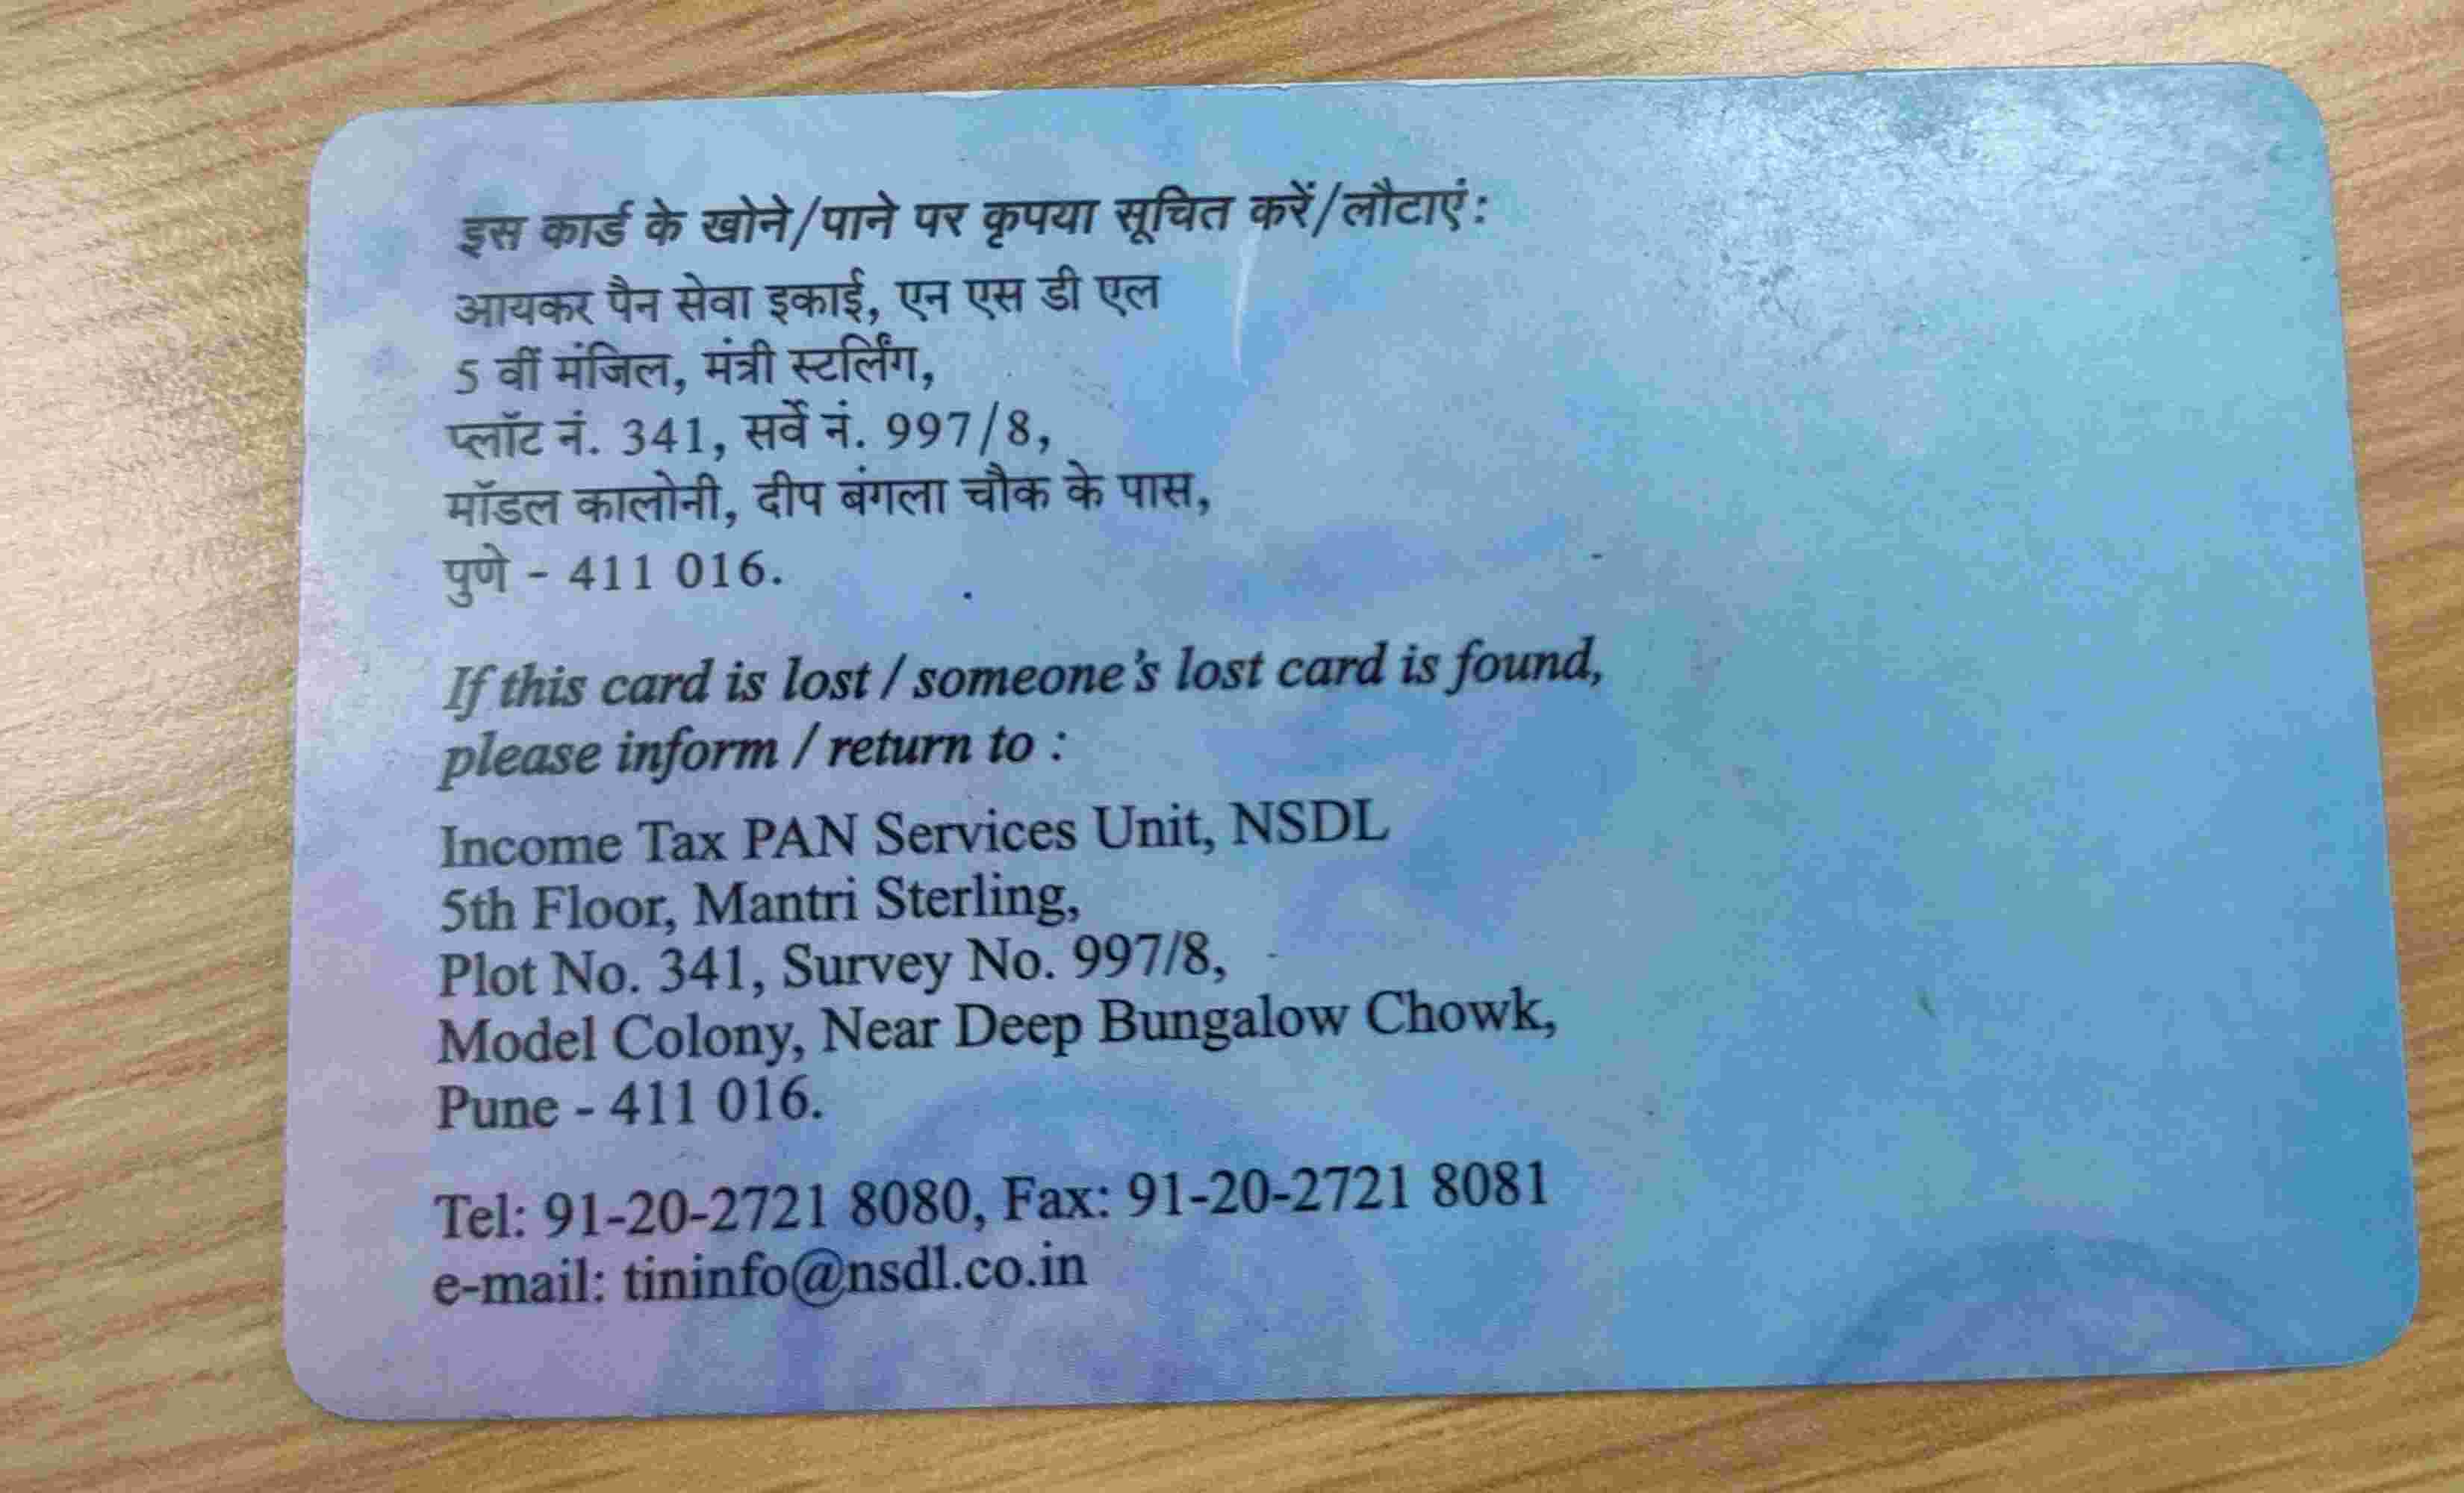 इस कार्ड के खोने/पाने पर कृपया सूचित करें/लौटाएं:
आयकर पैन सेवा इकाई, एन एस डी एल
5 वीं मंजिल, मंत्री स्टर्लिंग,
प्लॉट नं. 341, सर्वे नं. 997/8,
मॉडल कालोनी, दीप बंगला चौक के पास,
पुणे - 411 016.
If this card is lost / someone's lost card is found,
please inform / return to :
Income Tax PAN Services Unit, NSDL
5th Floor, Mantri Sterling,
Plot No. 341, Survey No. 997/8,
Model Colony, Near Deep Bungalow Chowk,
Pune - 411 016.
Tel: 91-20-2721 8080, Fax: 91-20-2721 8081
e-mail: tininfo@nsdl.co.in